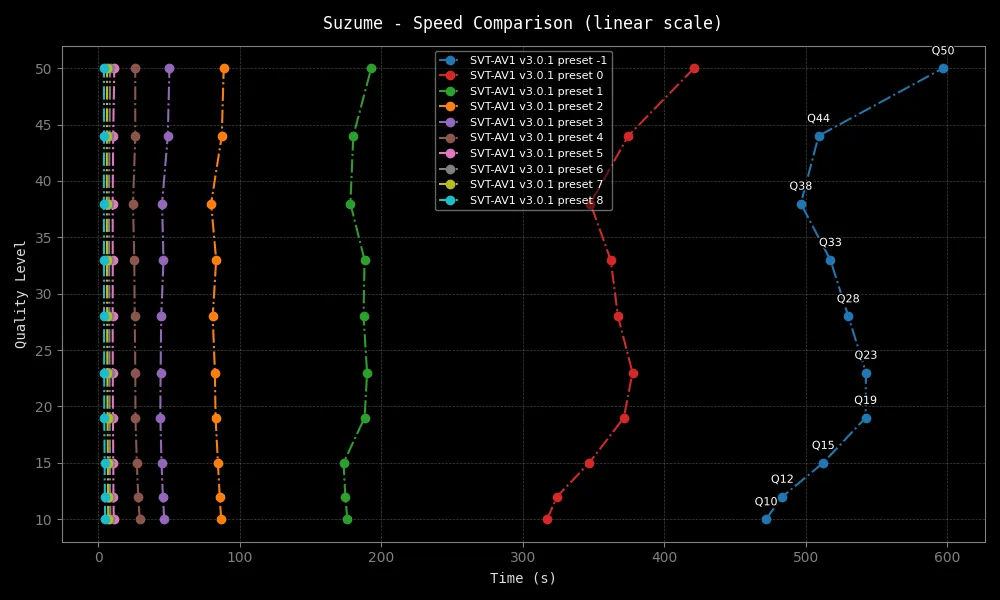 Suzume - Speed Comparison (linear scale)
Q50
50
SVT-AV1 v3.0.1 preset -1
SVT-AV1 v3.0.1 preset 0
SVT-AV1 v3.0.1 preset 1
SVT-AV1 v3.0.1 preset 2
SVT-AV1 v3.0.1 preset 3
SVT-AV1 v3.0.1 preset 4
SVT-AV1 v3.0.1 preset 5
SVT-AV1 v3.0.1 preset 6
SVT-AV1 v3.0.1 preset 7
SVT-AV1 v3.0.1 preset 8
Q44
45
40
Q38
35
Q33
30
Q28
25
Q23
20
Q19
15
Q15
Q12
10
Q10
Quality Level
0 100 200 300 400 500 600
Time (s)